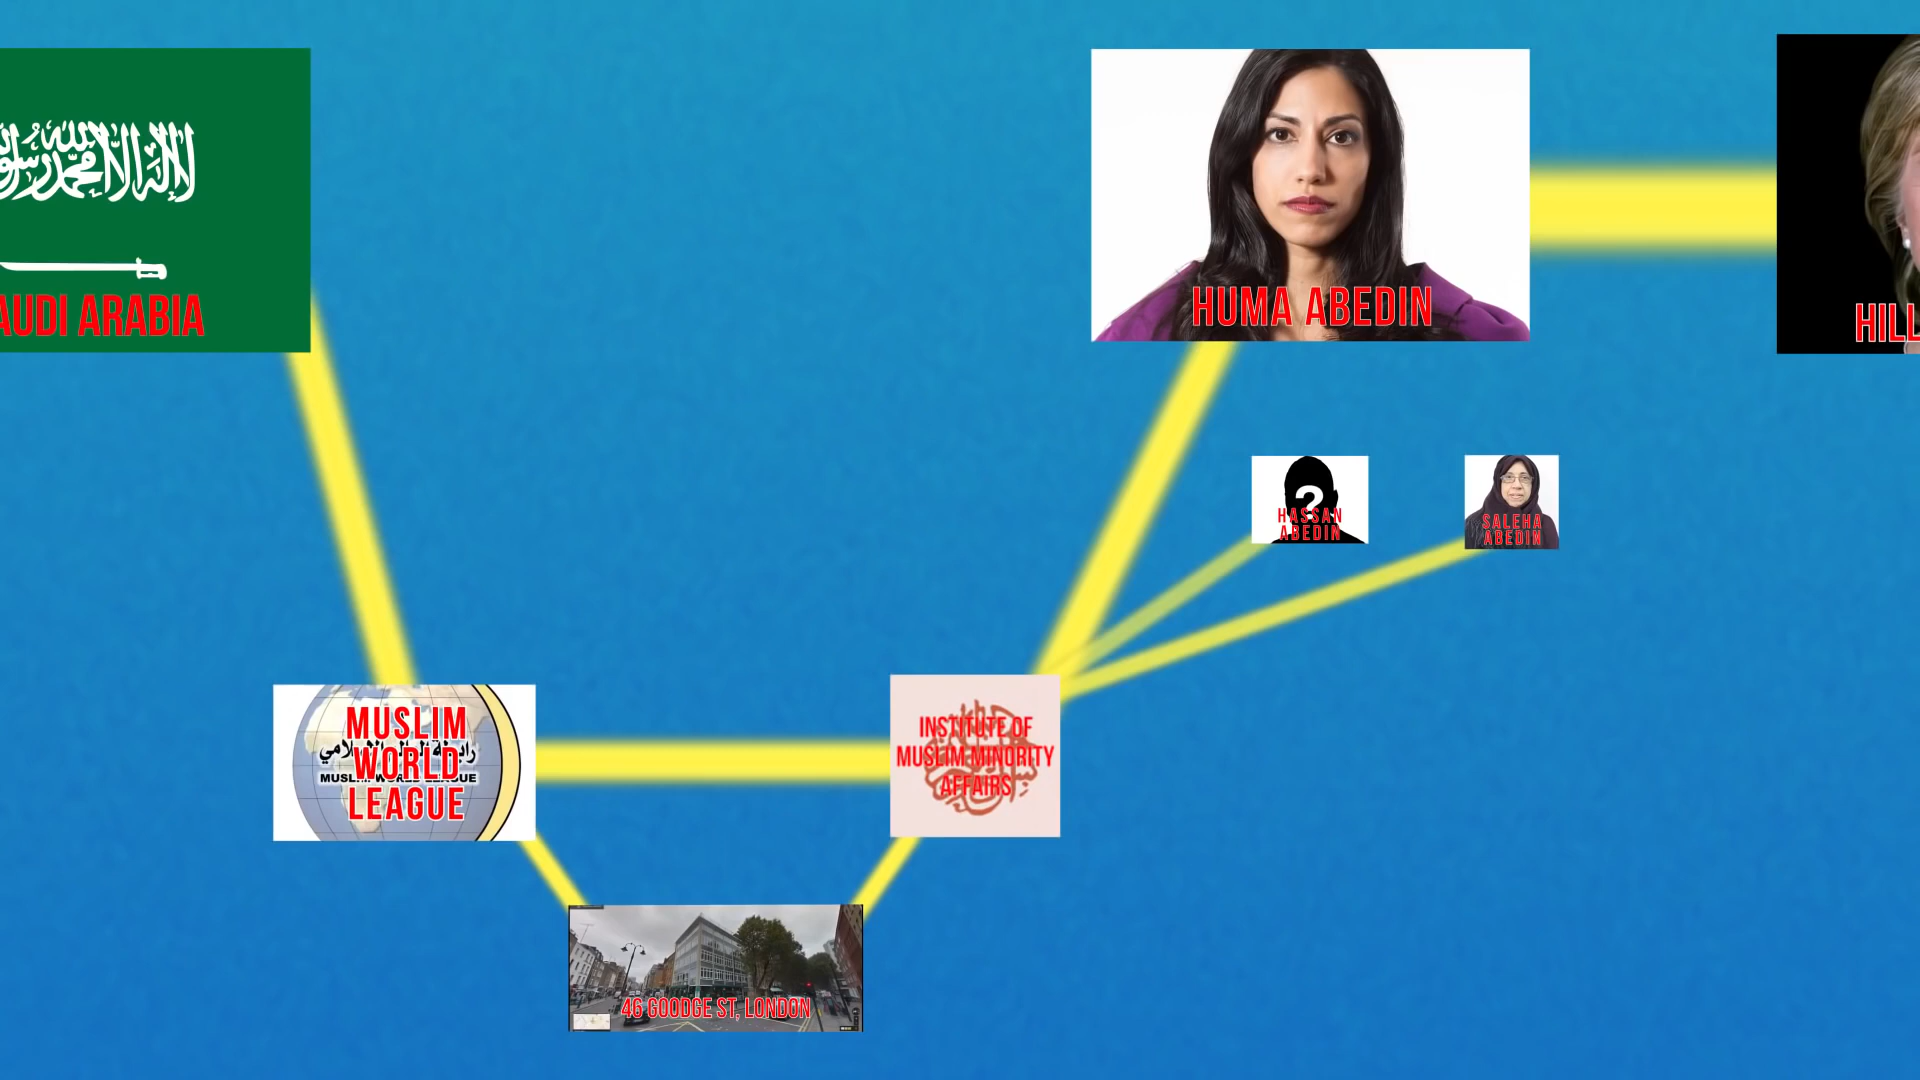 AUDI ARABIA
HUMA ABEDIN
HILL
HASSAN
ABEDIN
SALEHA
ABEDIN
MUSLIM
WORLD
LEAGUE
INSTITUTE OF
MUSLIM MINORITY
AFFAIRS
46 GOODGE ST, LONDON